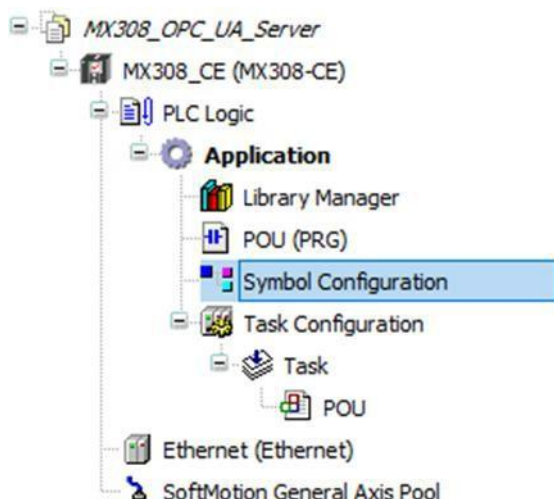 MX308_OPC_UA_Server
MX308_CE (MX308-CE)
PLC Logic
Application
Library Manager
POU (PRG)
Symbol Configuration
Task Configuration
Task
POU
Ethernet (Ethernet)
SoftMotion General Axis Pool